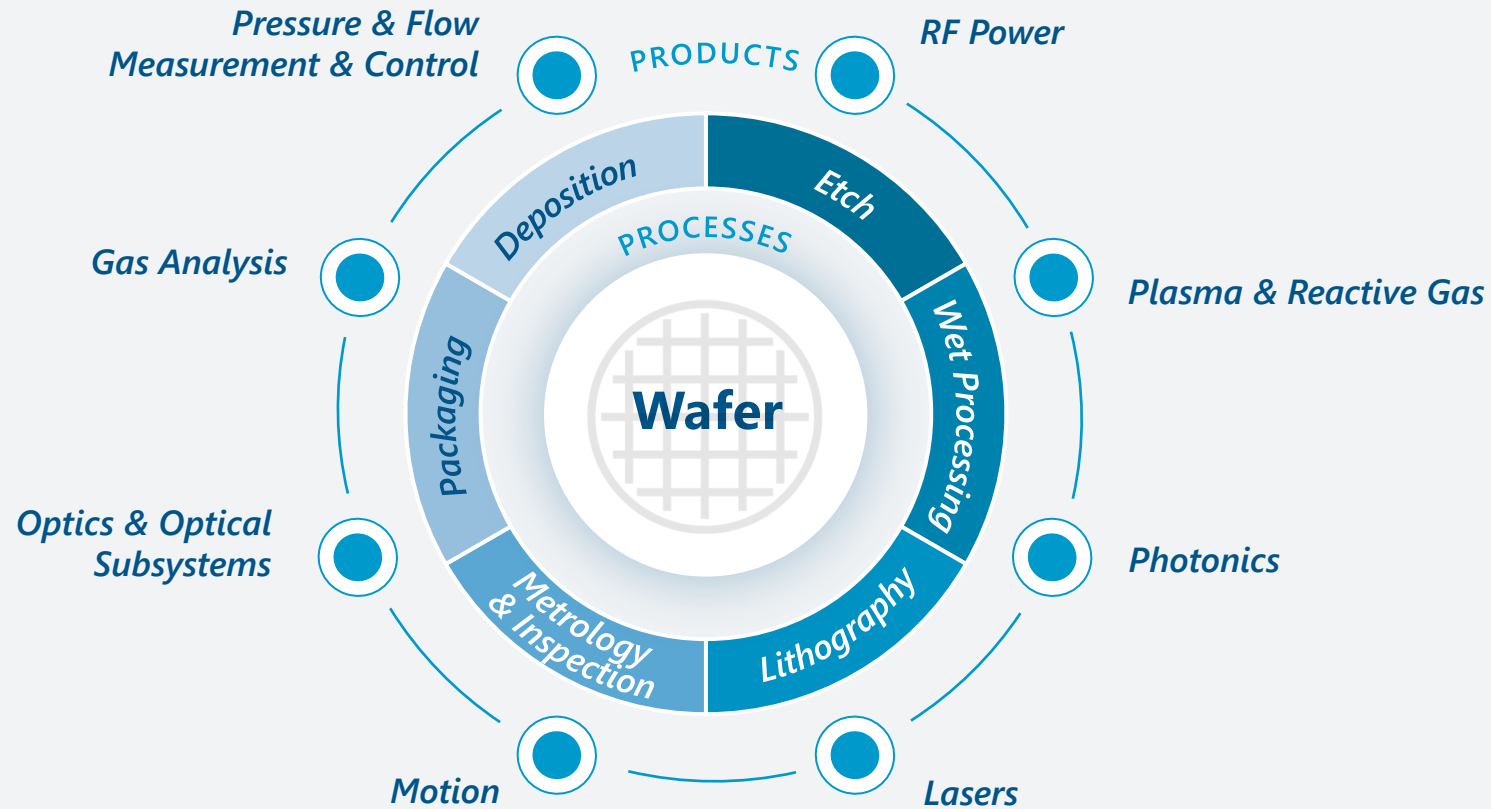 Pressure & Flow
Measurement & Control
PRODUCTS
RF Power
Deposition
Etch
PROCESSES
Gas Analysis
Plasma & Reactive Gas
Packaging
Wafer
Wet Processing
Optics & Optical
Subsystems
Photonics
Metrology
& Inspection
Lithography
Motion
Lasers